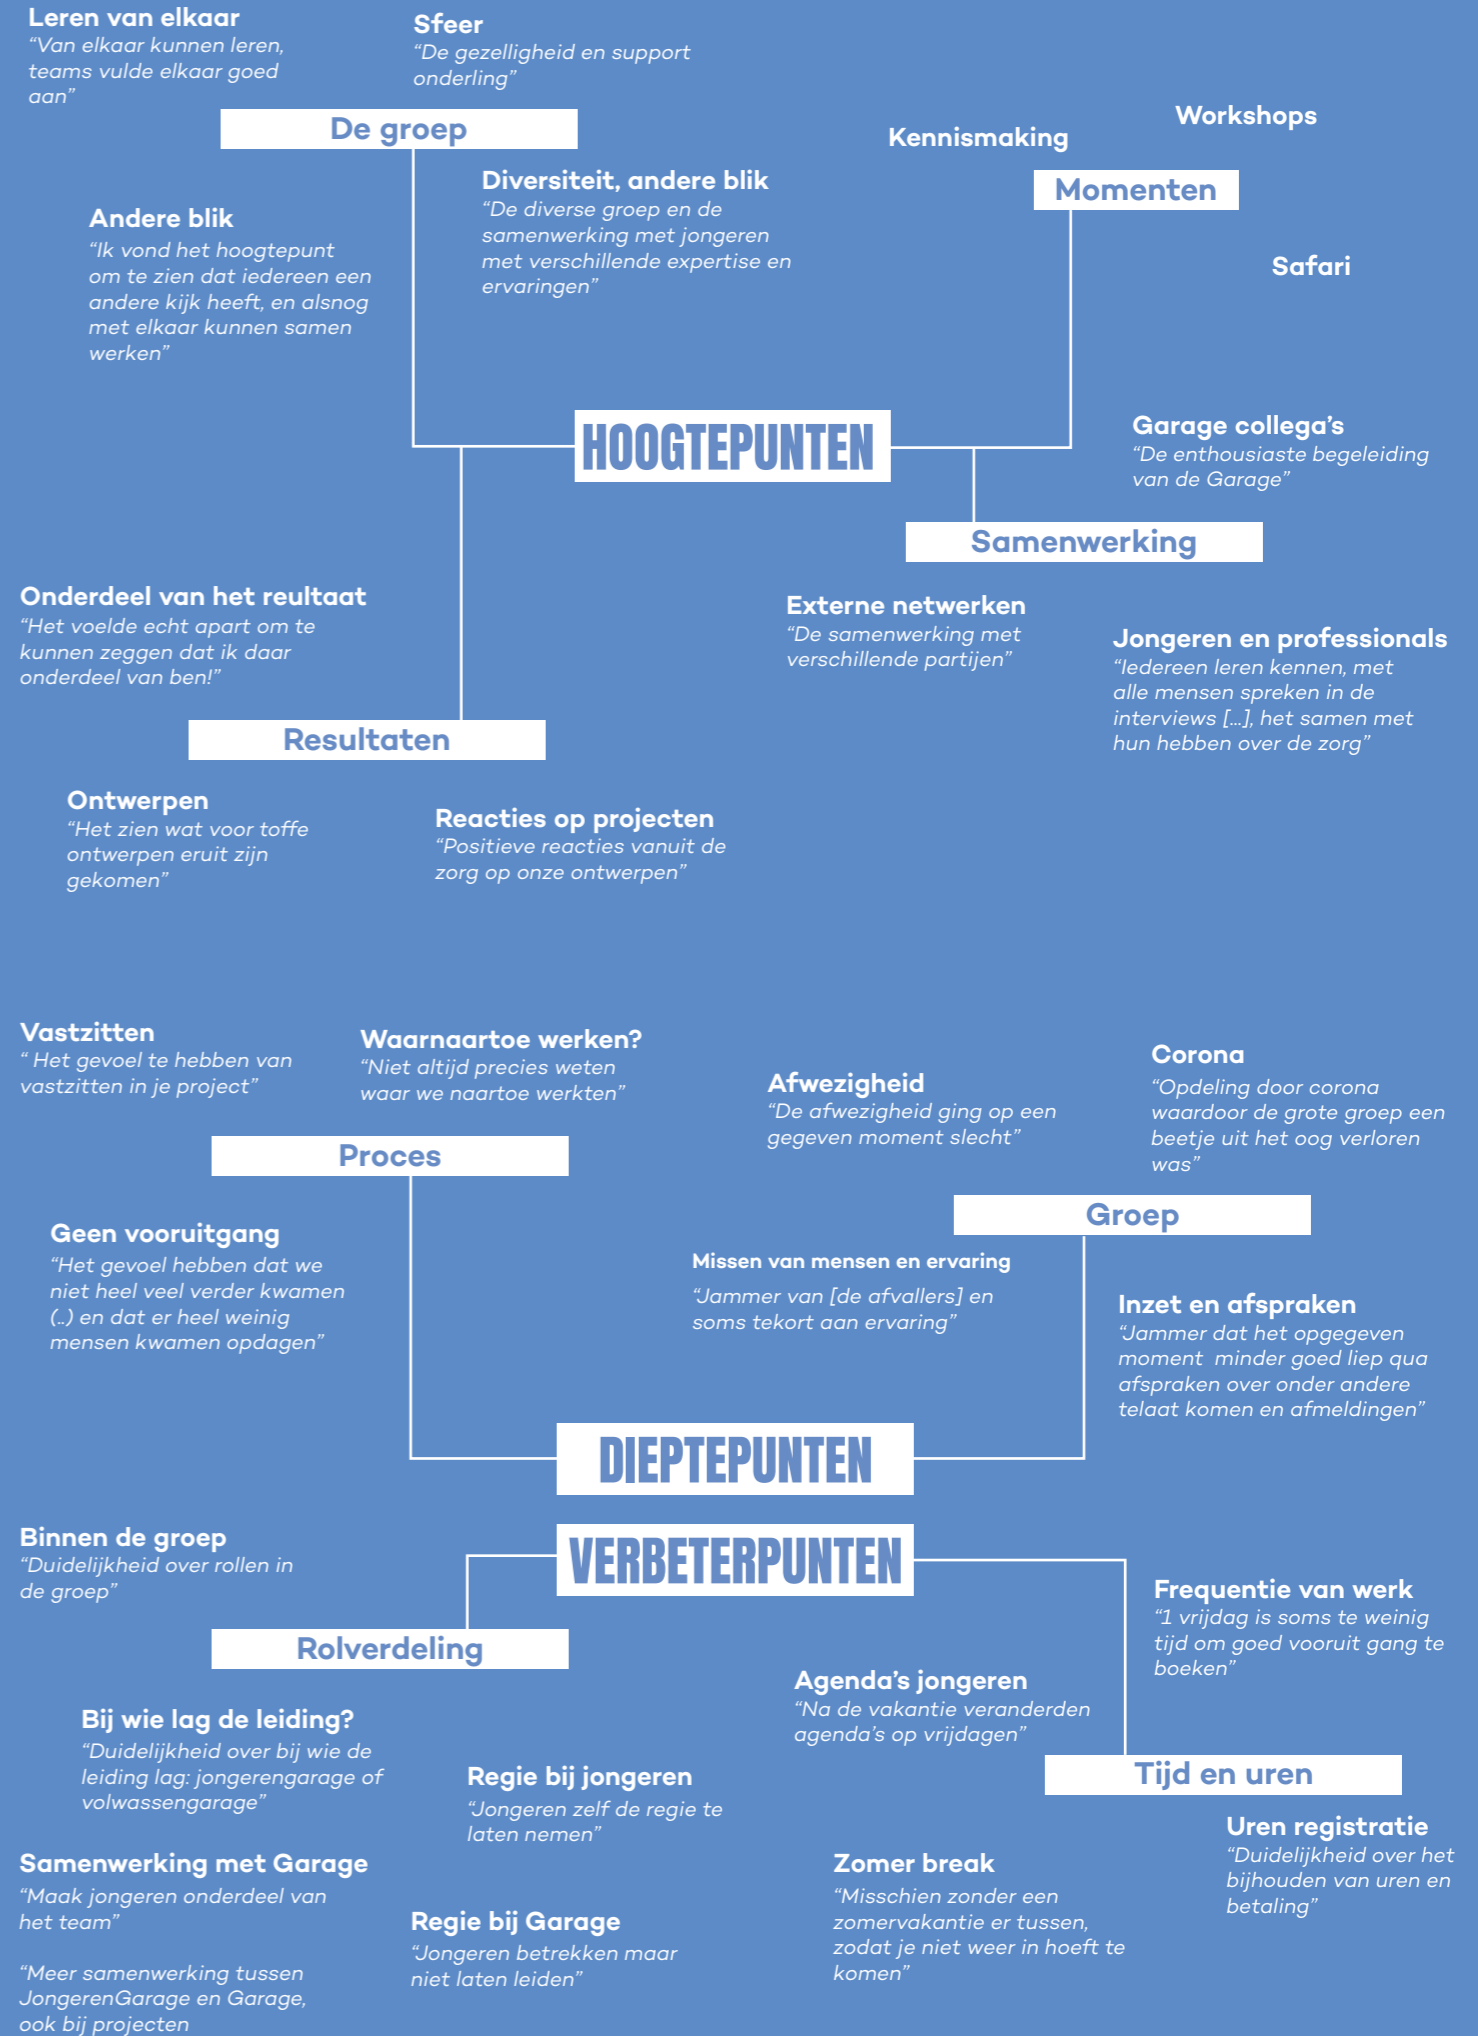 Leren van elkaar
“Van elkaar kunnen leren,
teams vulde elkaar goed
aan”
Sfeer
“De gezelligheid en support
onderling”
De groep
Andere blik
“Ik vond het hoogtepunt
om te zien dat iedereen een
andere kijk heeft, en alsnog
met elkaar kunnen samen
werken”
Diversiteit, andere blik
“De diverse groep en de
samenwerking met jongeren
met verschillende expertise en
ervaringen”
Kennismaking
Workshops
Momenten
Safari
HOOGTEPUNTEN
Garage collega’s
“De enthousiaste begeleiding
van de Garage”
Samenwerking
Externe netwerken
“De samenwerking met
verschillende partijen”
Jongeren en professionals
“Iedereen leren kennen, met
alle mensen spreken in de
interviews [...], het samen met
hun hebben over de zorg”
Onderdeel van het reultaat
“Het voelde echt apart om te
kunnen zeggen dat ik daar
onderdeel van ben!”
Resultaten
Ontwerpen
“Het zien wat voor toffe
ontwerpen eruit zijn
gekomen”
Reacties op projecten
“Positieve reacties vanuit de
zorg op onze ontwerpen”
Vastzitten
“ Het gevoel te hebben van
vastzitten in je project”
Waarnaartoe werken?
“Niet altijd precies weten
waar we naartoe werkten”
Proces
Geen vooruitgang
“Het gevoel hebben dat we
niet heel veel verder kwamen
(..) en dat er heel weinig
mensen kwamen opdagen”
Afwezigheid
“De afwezigheid ging op een
gegeven moment slecht”
Corona
“Opdeling door corona
waardoor de grote groep een
beetje uit het oog verloren
was”
Groep
Missen van mensen en ervaring
“Jammer van [de afvallers] en
soms tekort aan ervaring”
Inzet en afspraken
“Jammer dat het opgegeven
moment  minder goed liep qua
afspraken over onder andere
telaat komen en afmeldingen”
DIEPTEPUNTEN
VERBETERPUNTEN
Binnen de groep
“Duidelijkheid over rollen in
de groep”
Rolverdeling
Bij wie lag de leiding?
“Duidelijkheid over bij wie de
leiding lag: jongerengarage of
volwassengarage”
Regie bij jongeren
“Jongeren zelf de regie te
laten nemen”
Samenwerking met Garage
“Maak jongeren onderdeel van
het team”
“Meer samenwerking tussen
JongerenGarage en Garage,
ook bij projecten
Regie bij Garage
“Jongeren betrekken maar
niet laten leiden”
Frequentie van werk
“1 vrijdag is soms te weinig
tijd om goed vooruit gang te
boeken”
Agenda’s jongeren
“Na de vakantie veranderden
agenda’s op vrijdagen”
Tijd en uren
Uren registratie
“Duidelijkheid over het
bijhouden van uren en
betaling”
Zomer break
“Misschien zonder een
zomervakantie er tussen,
zodat je niet weer in hoeft te
komen”